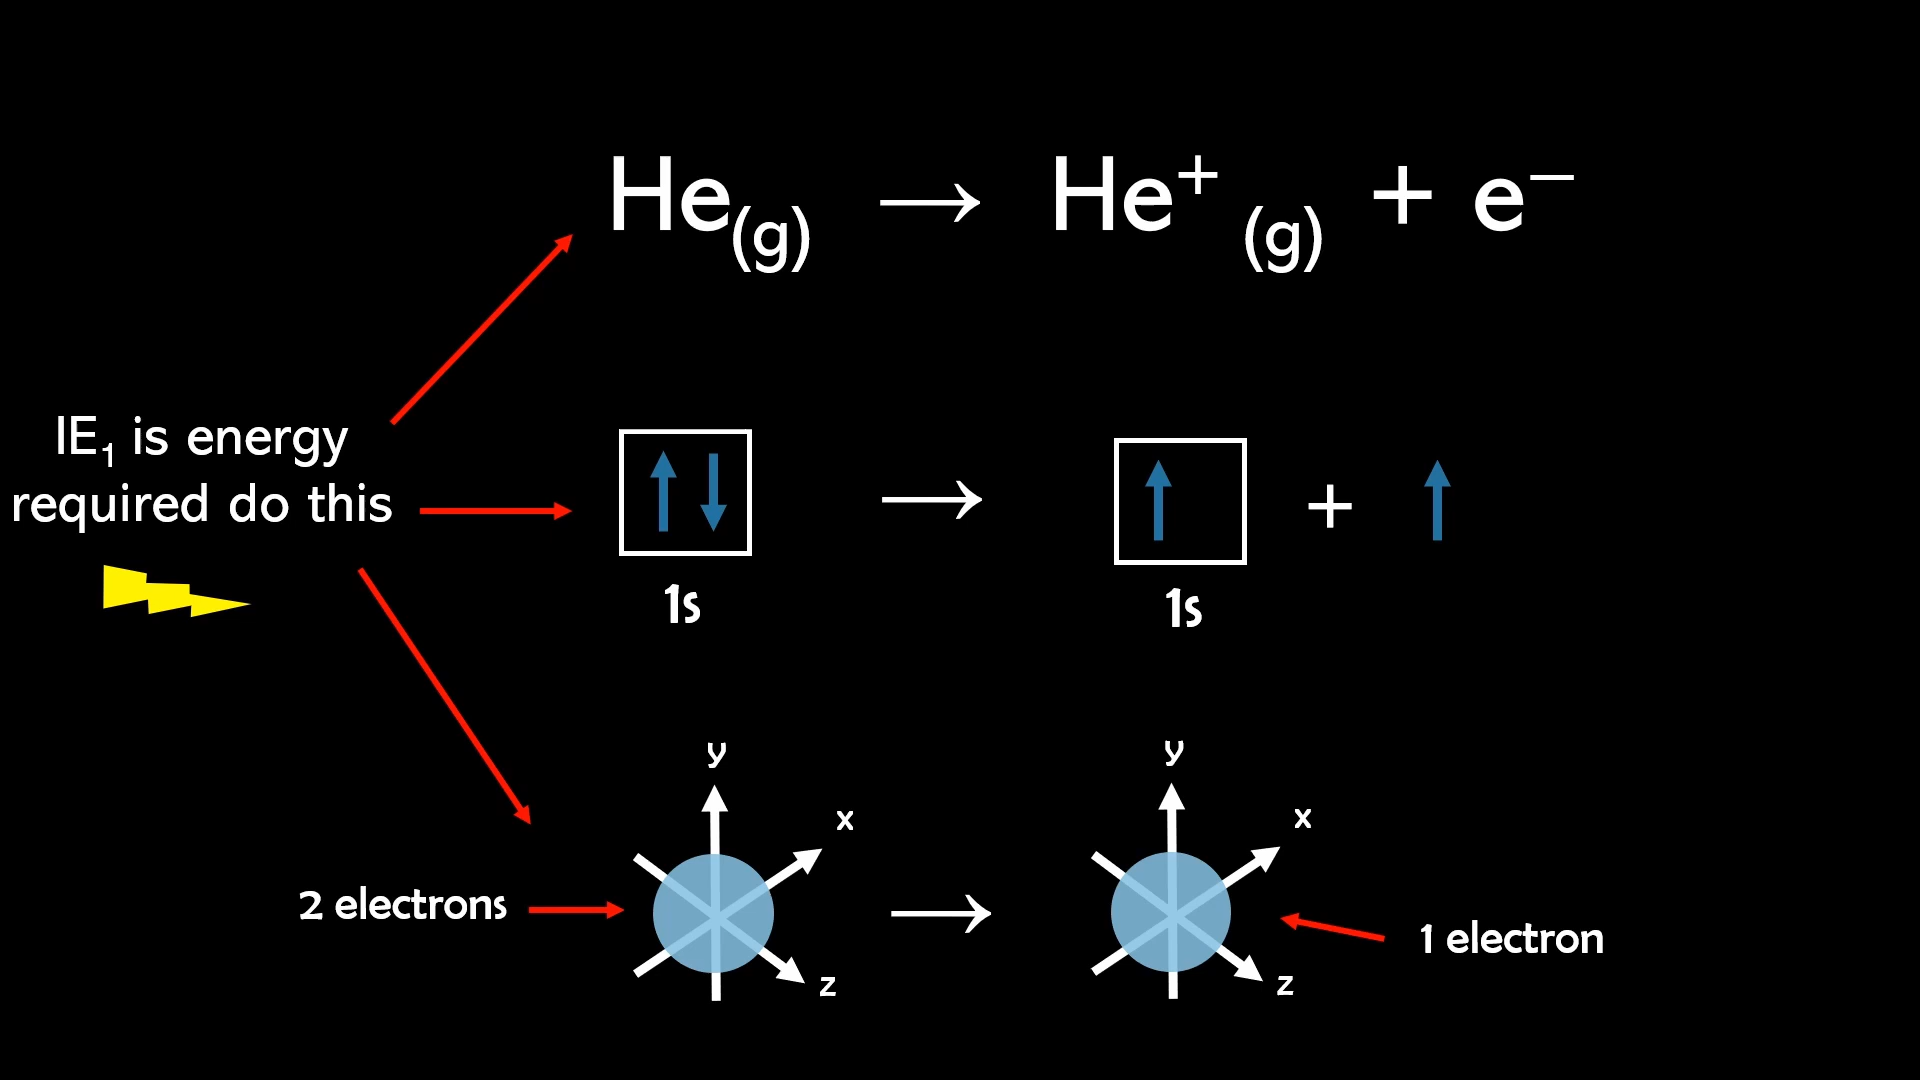 He(g) → He⁺ (g) + e⁻
IE₁ is energy
required do this
1s
1s
+
y
x
z
y
x
z
2 electrons
1 electron